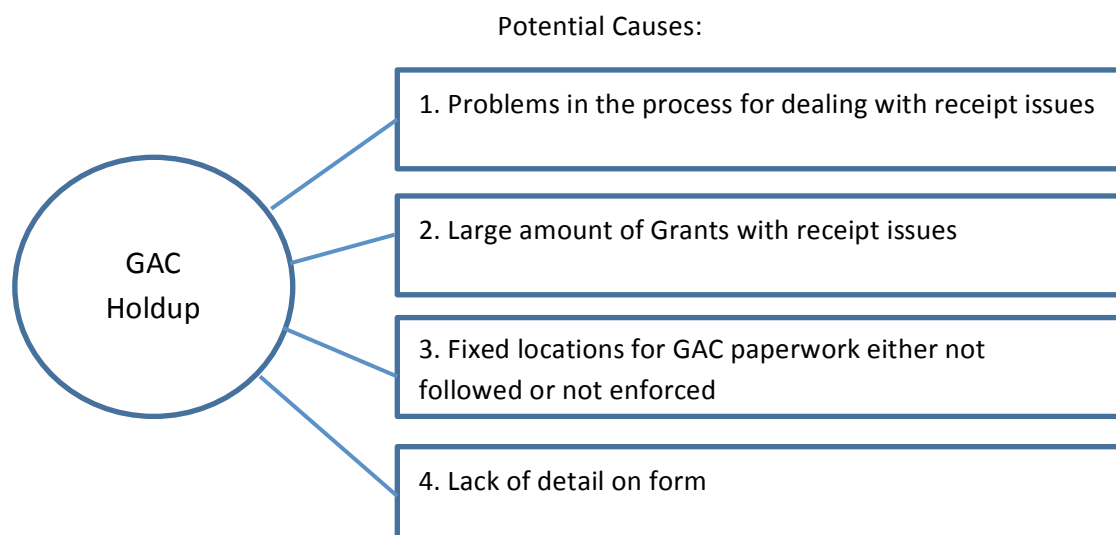 Potential Causes:
1. Problems in the process for dealing with receipt issues
2. Large amount of Grants with receipt issues
GAC
Holdup
3. Fixed locations for GAC paperwork either not
followed or not enforced
4. Lack of detail on form